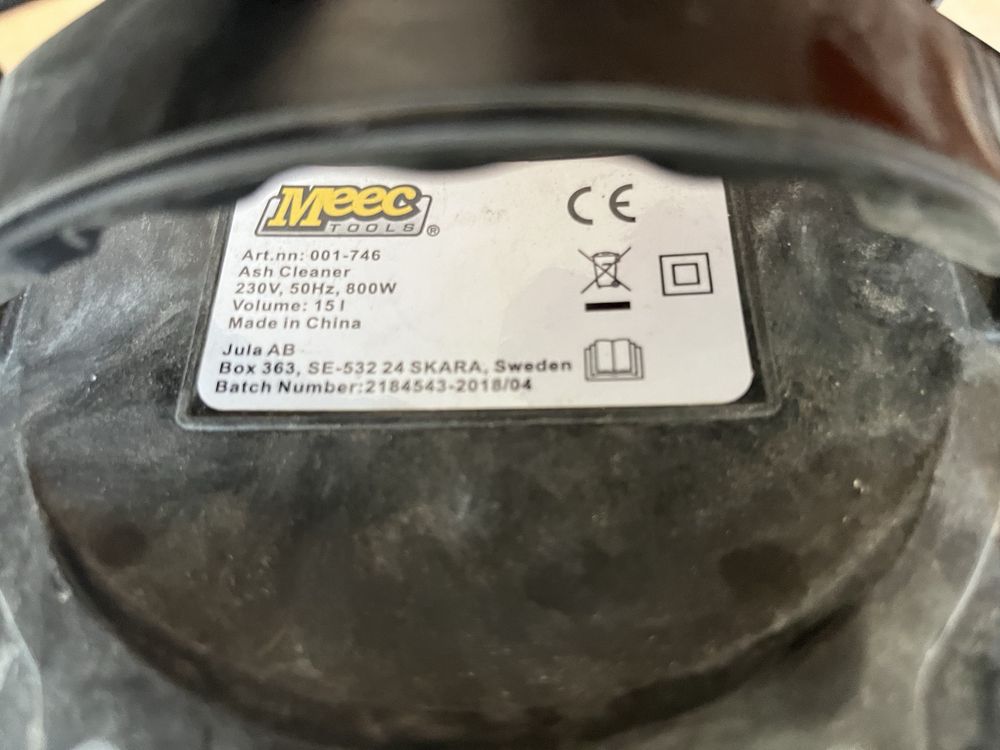 Meec
TOOLS®
CE
Art.nn: 001-746
Ash Cleaner
230V, 50Hz, 800W
Volume: 15 l
Made in China
Jula AB
Box 363, SE-532 24 SKARA, Sweden
Batch Number:2184543-2018/04